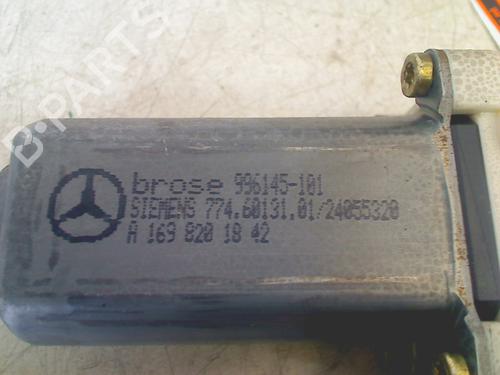 B-PARTS
brose 996145-101
SIEMENS 774.60131.01/24055320
A 169 820 18 42